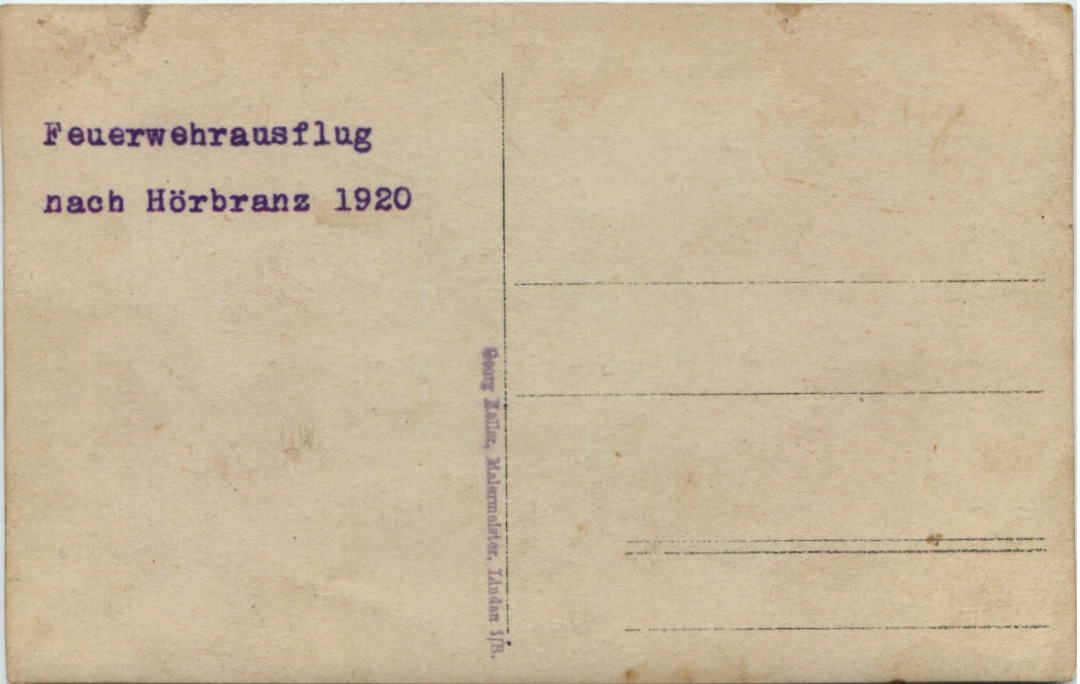 Feuerwehrausflug
nach Hörbranz 1920
Georg Keller, Malermeister, Lindau i/B.